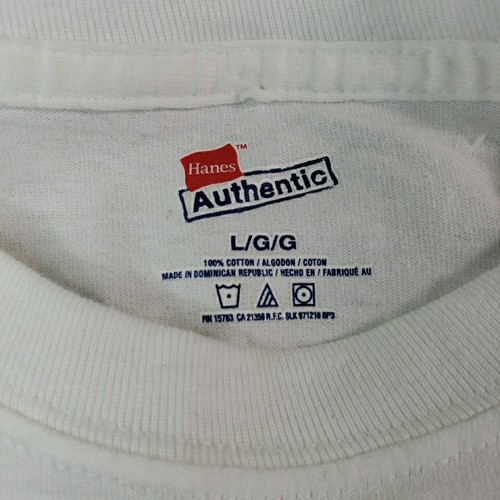 Hanes™
Authentic
L/G/G
100% COTTON / ALGODON / COTON
MADE IN DOMINICAN REPUBLIC / HECHO EN / FABRIQUÉ AU
RN 15763 CA 21356 R.F.C. SLK 971216 6P3